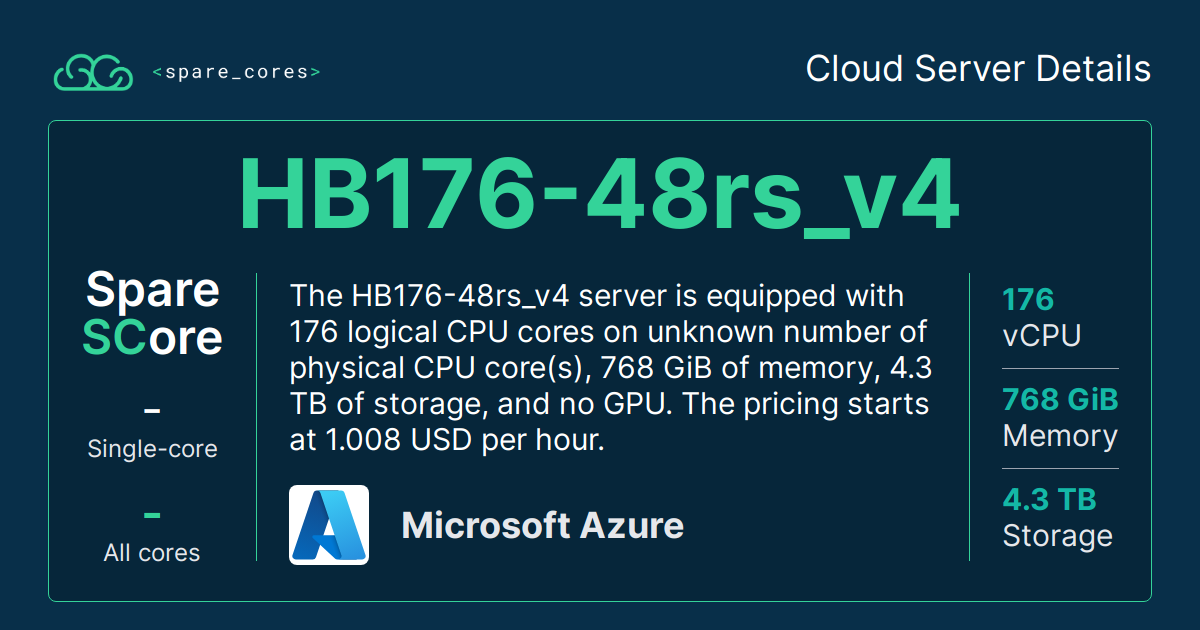 <spare_cores>
Cloud Server Details
HB176-48rs_v4
Spare
SCore
–
Single-core
–
All cores
The HB176-48rs_v4 server is equipped with
176 logical CPU cores on unknown number of
physical CPU core(s), 768 GiB of memory, 4.3
TB of storage, and no GPU. The pricing starts
at 1.008 USD per hour.
Microsoft Azure
176
vCPU
768 GiB
Memory
4.3 TB
Storage